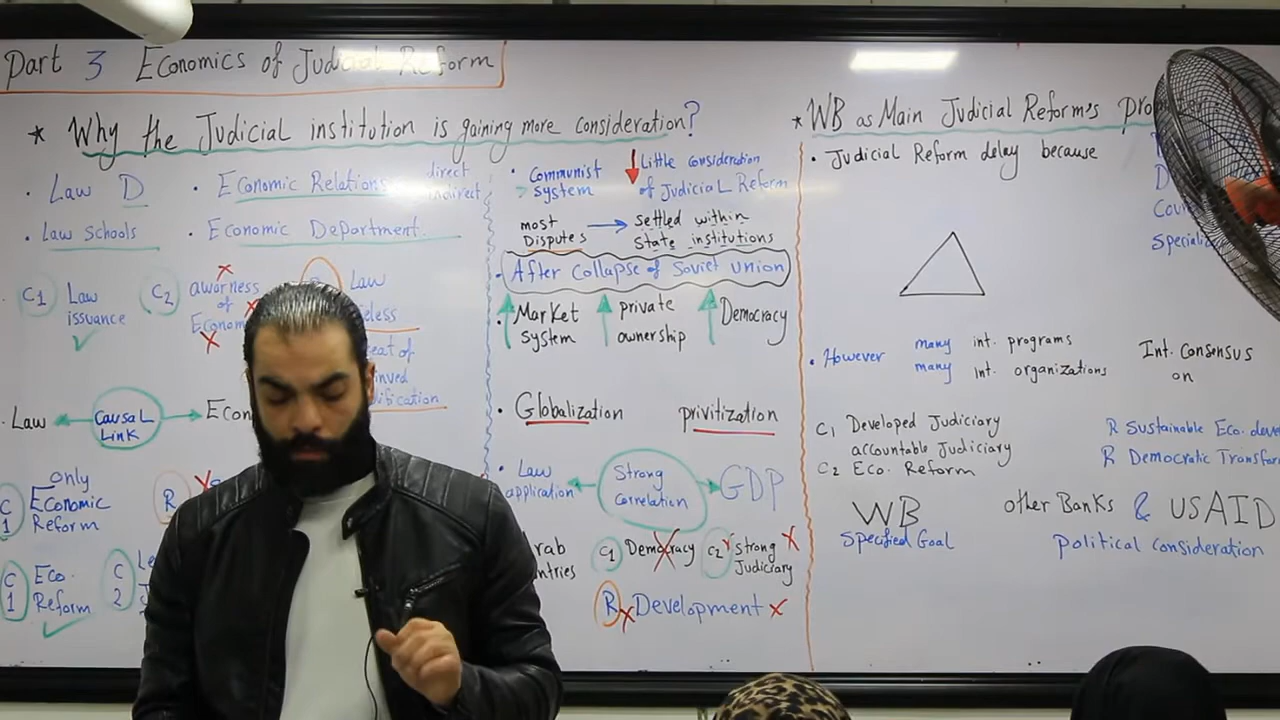 Part 3 Economics of Judicial Reform
* Why the Judicial institution is gaining more consideration?
• Law D
• Economic Relations
direct
indirect
• Law schools
• Economic Department
C1 Law
issuance
C2 awarness
of
Law
C1 only
Economic
Reform
R
Law Causal
Link
C1 Eco.
Reform
C2
• Communist
system
Little consideration
of Judicial Reform
most
Disputes
settled within
State institutions
• After collapse of Soviet Union
• Market
system
private
ownership
Democracy
• Globalization privitization
• Law
application
Strong
Correlation
GDP
C1 Democracy
C2 strong
Judiciary
R Development
* WB as Main Judicial Reform's
• Judicial Reform delay because
• However
many int. programs
many int. organizations
Int. Consensus
on
C1 Developed Judiciary
accountable Judiciary
C2 Eco. Reform
R Sustainable Eco.
R Democratic
WB
Specified Goal
other Banks & USAID
political consideration